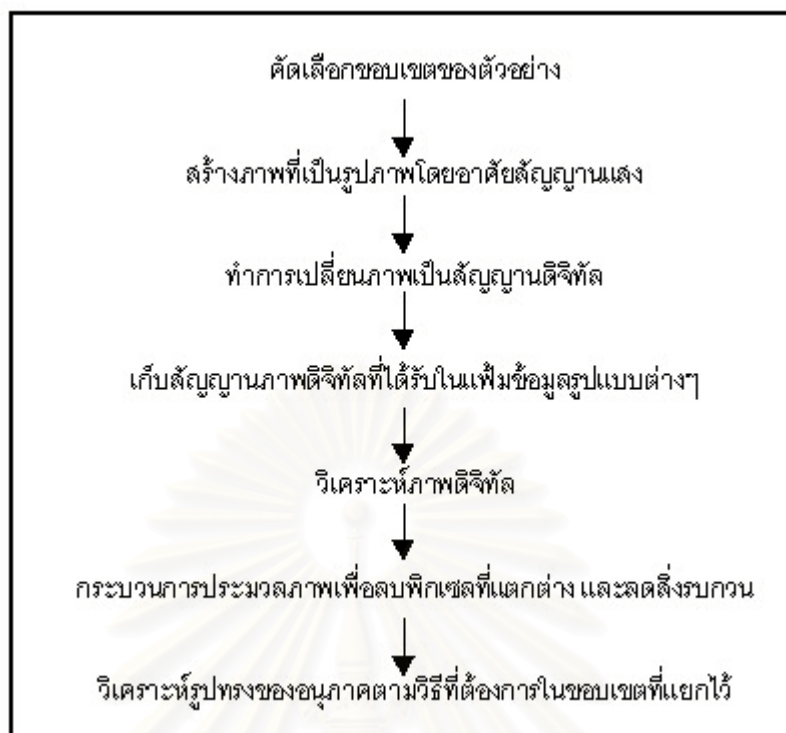 คัดเลือกขอบเขตของตัวอย่าง
สร้างภาพที่เป็นรูปภาพโดยอาศัยสัญญานแสง
ทำการเปลี่ยนภาพเป็นสัญญานดิจิทัล
เก็บสัญญานภาพดิจิทัลที่ได้รับในแฟ้มข้อมูลรูปแบบต่างๆ
วิเคราะห์ภาพดิจิทัล
กระบวนการประมวลภาพเพื่อลบพิกเซลที่แตกต่าง และลดสิ่งรบกวน
วิเคราะห์รูปทรงของอนุภาคตามวิธีที่ต้องการในขอบเขตที่แยกไว้